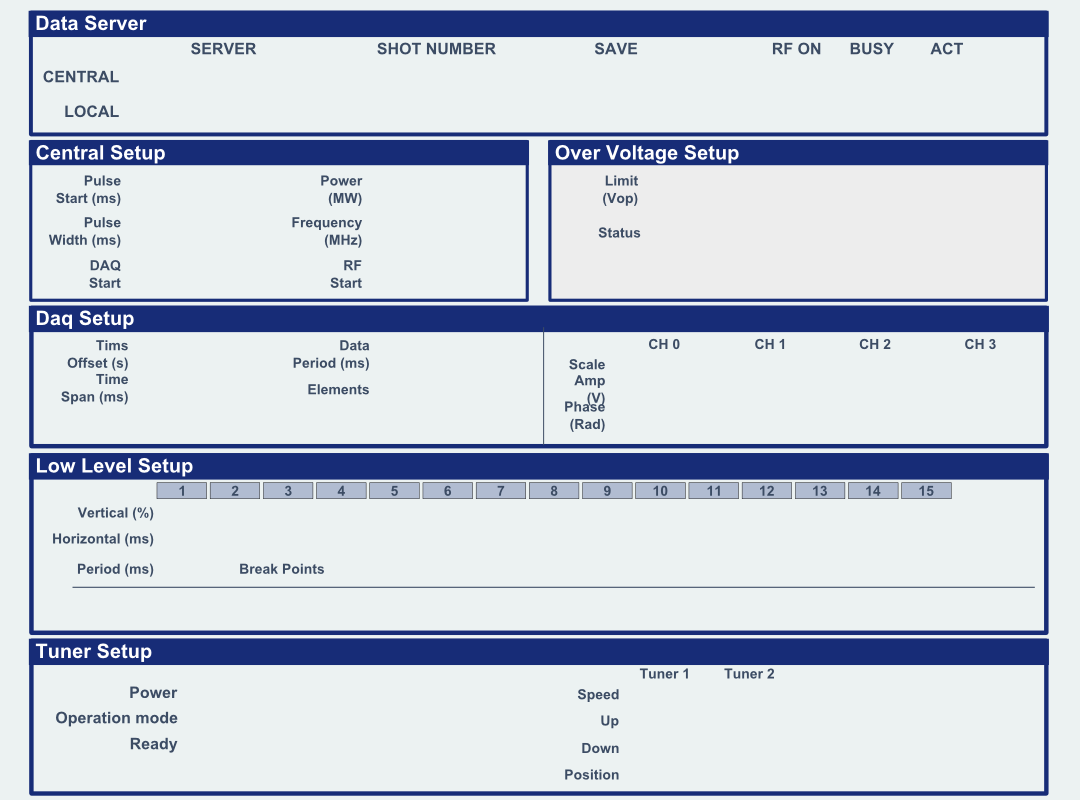 Data Server
SERVER SHOT NUMBER SAVE RF ON BUSY ACT
CENTRAL
LOCAL
Central Setup
Pulse
Start (ms)
Power
(MW)
Pulse
Width (ms)
Frequency
(MHz)
DAQ
Start
RF
Start
Over Voltage Setup
Limit
(Vop)
Status
Daq Setup
Tims
Offset (s)
Data
Period (ms)
Time
Span (ms)
Elements
CH 0 CH 1 CH 2 CH 3
Scale
Amp
(V)
Phase
(Rad)
Low Level Setup
1 2 3 4 5 6 7 8 9 10 11 12 13 14 15
Vertical (%)
Horizontal (ms)
Period (ms) Break Points
Tuner Setup
Power
Operation mode
Ready
Tuner 1 Tuner 2
Speed
Up
Down
Position